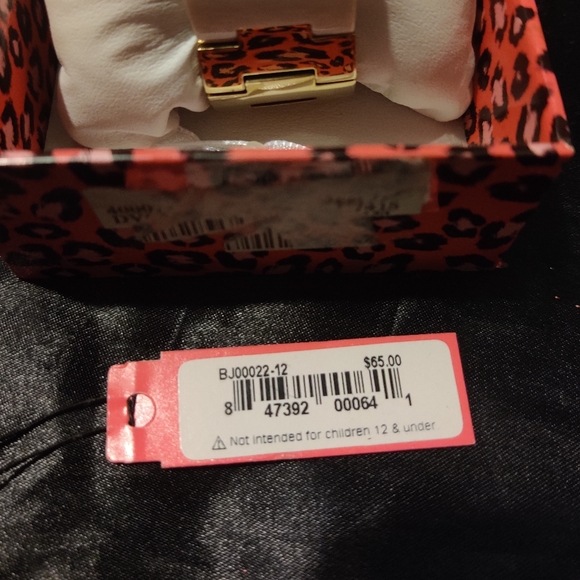 BJ00022-12 $65.00
8 47392 00064 1
⚠ Not intended for children 12 & under